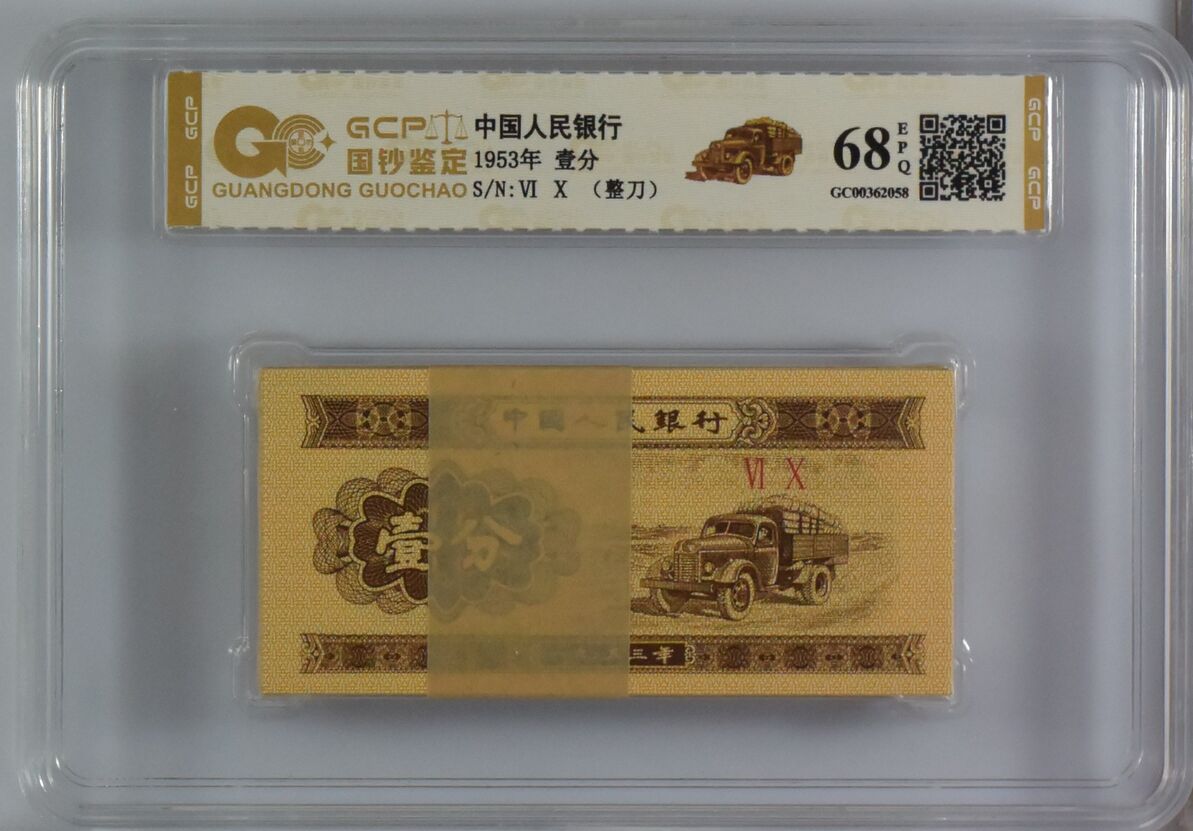 GCP
GCP
GCP
国钞鉴定
GUANGDONG GUOCHAO
中国人民银行
1953年 壹分
S/N:Ⅵ Ⅹ (整刀)
68
EPQ
GC00362058
GCP
GCP
中國人民銀行
Ⅵ Ⅹ
壹分
三年